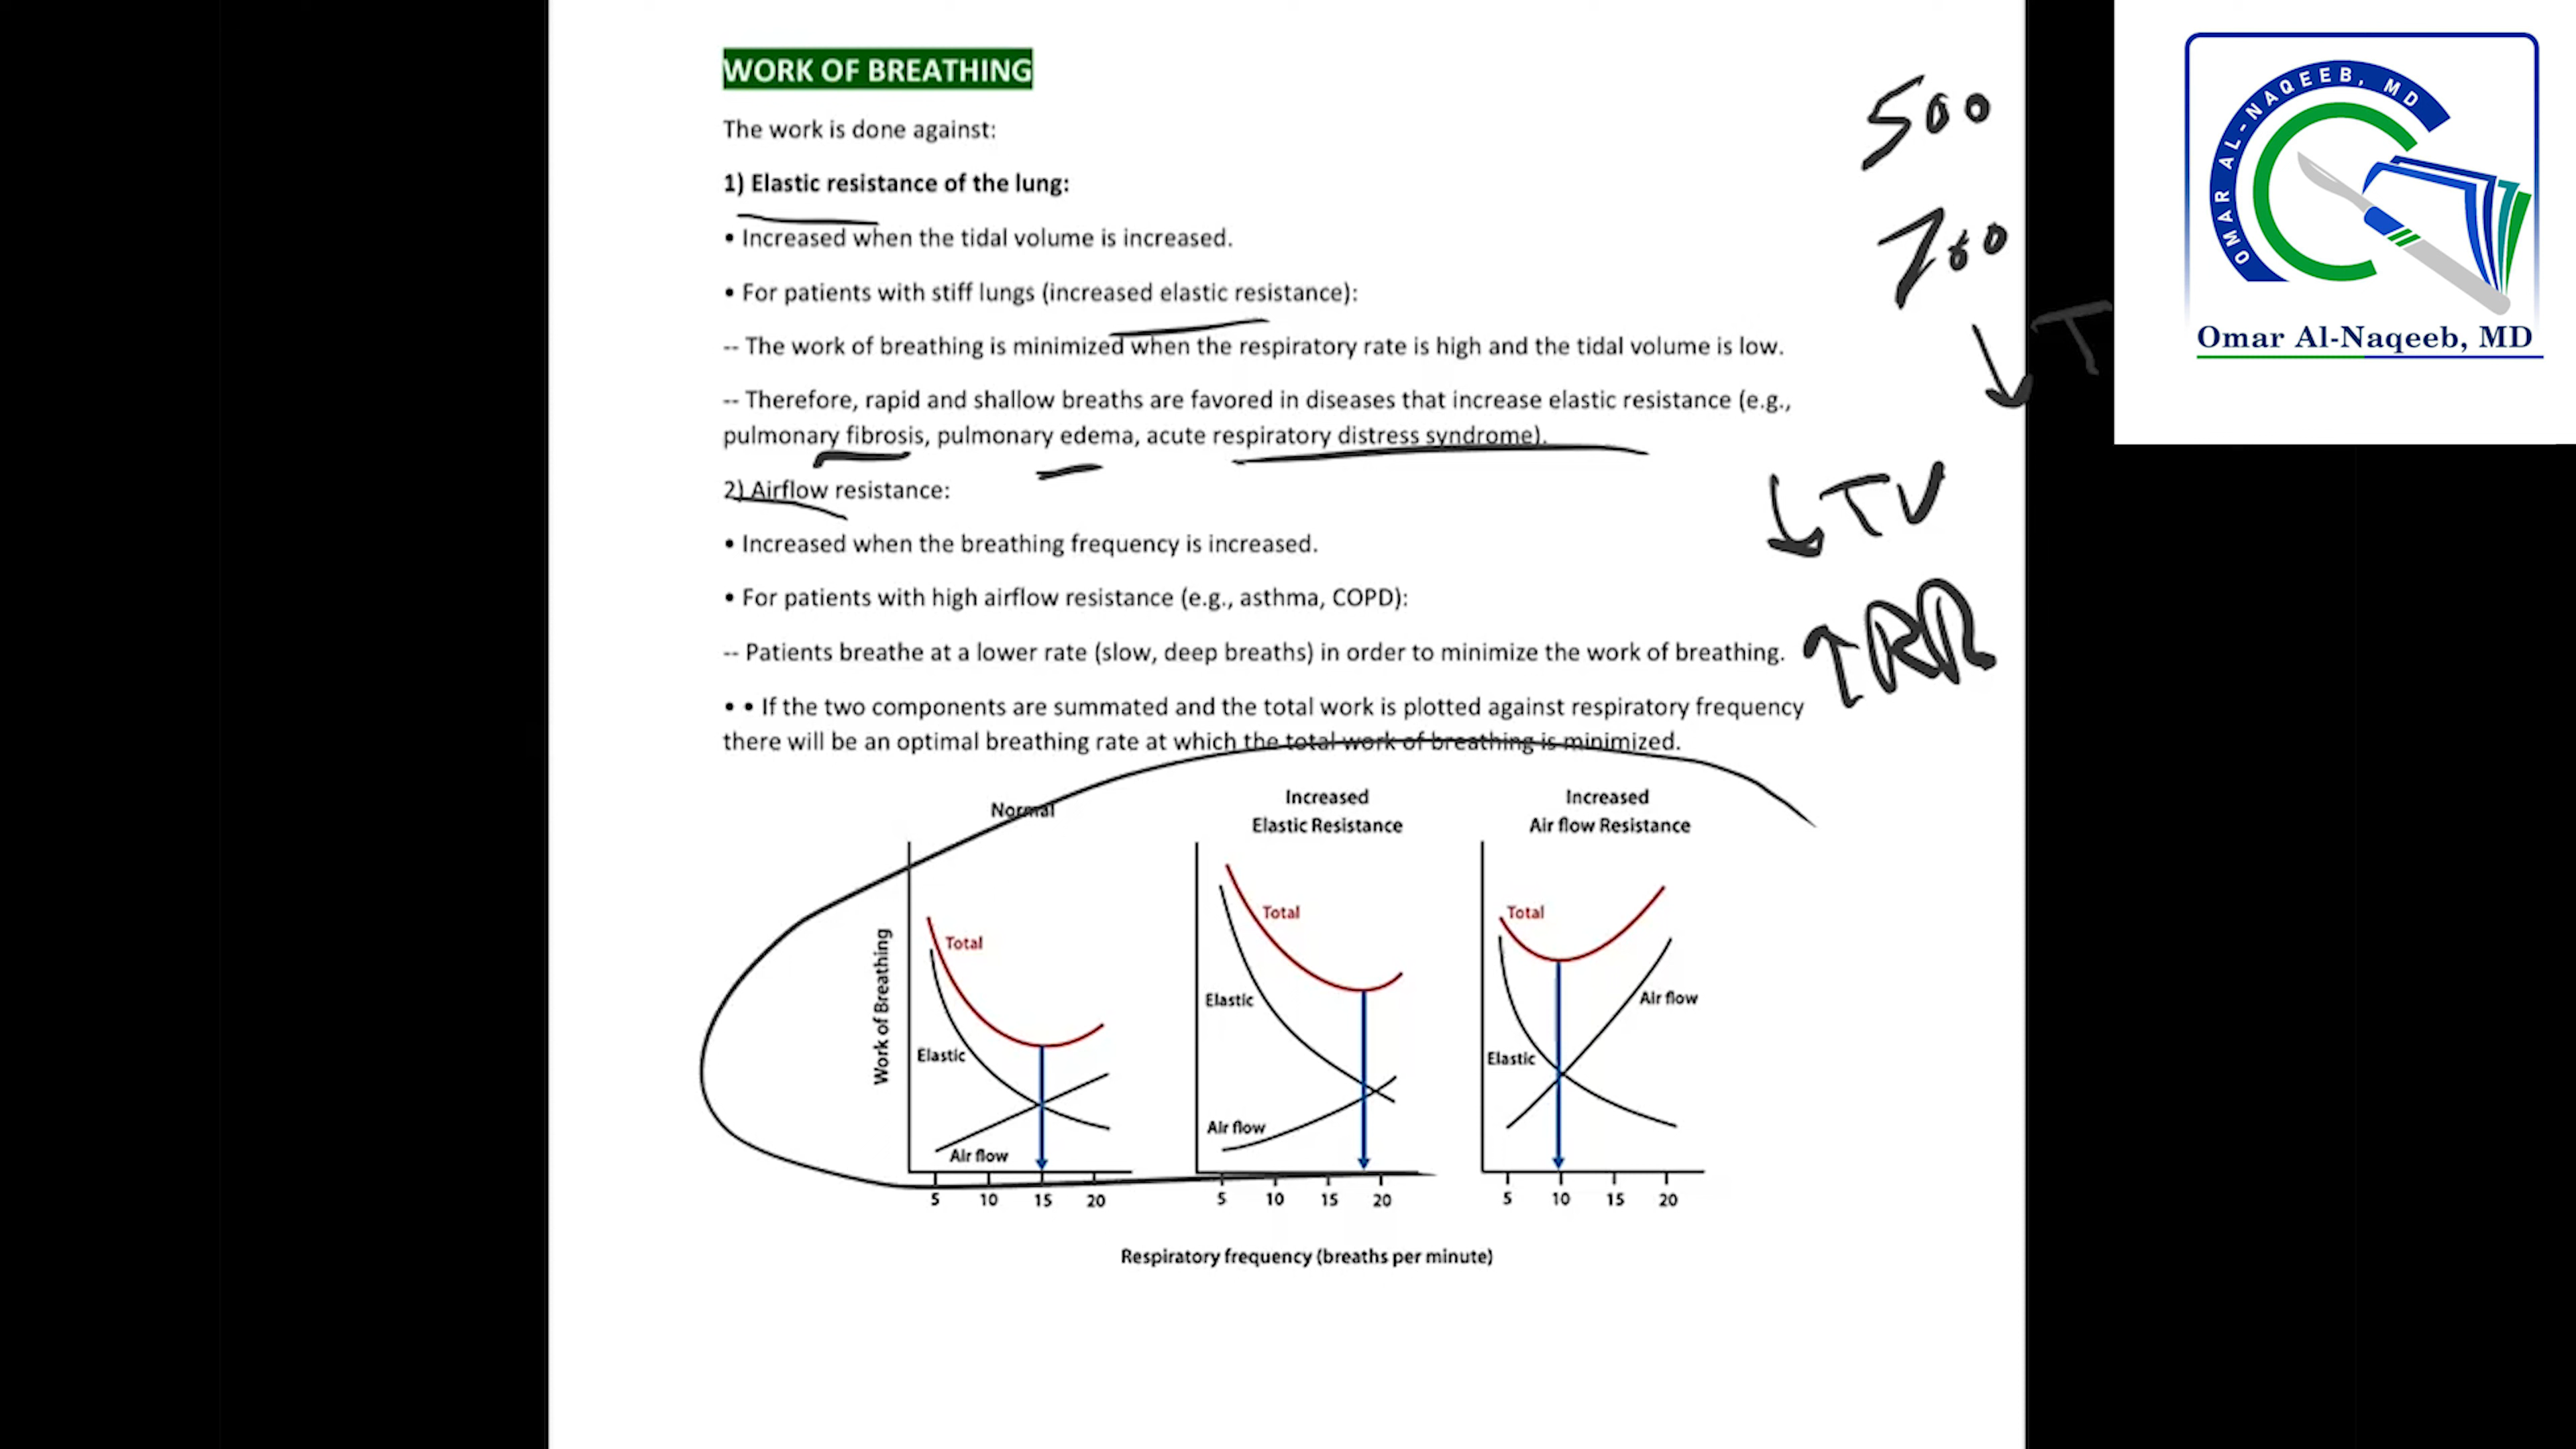 WORK OF BREATHING
The work is done against:
1) Elastic resistance of the lung:
• Increased when the tidal volume is increased.
• For patients with stiff lungs (increased elastic resistance):
-- The work of breathing is minimized when the respiratory rate is high and the tidal volume is low.
-- Therefore, rapid and shallow breaths are favored in diseases that increase elastic resistance (e.g.,
pulmonary fibrosis, pulmonary edema, acute respiratory distress syndrome).
2) Airflow resistance:
• Increased when the breathing frequency is increased.
• For patients with high airflow resistance (e.g., asthma, COPD):
-- Patients breathe at a lower rate (slow, deep breaths) in order to minimize the work of breathing.
• • If the two components are summated and the total work is plotted against respiratory frequency
there will be an optimal breathing rate at which the total work of breathing is minimized.
500
↓ T
↓ TV
↑ RR
OMAR AL-NAQEEB, MD
Omar Al-Naqeeb, MD
Normal
Work of Breathing
Total
Elastic
Air flow
5 10 15 20
Increased
Elastic Resistance
Total
Elastic
Air flow
5 10 15 20
Increased
Air flow Resistance
Total
Elastic
Air flow
5 10 15 20
Respiratory frequency (breaths per minute)